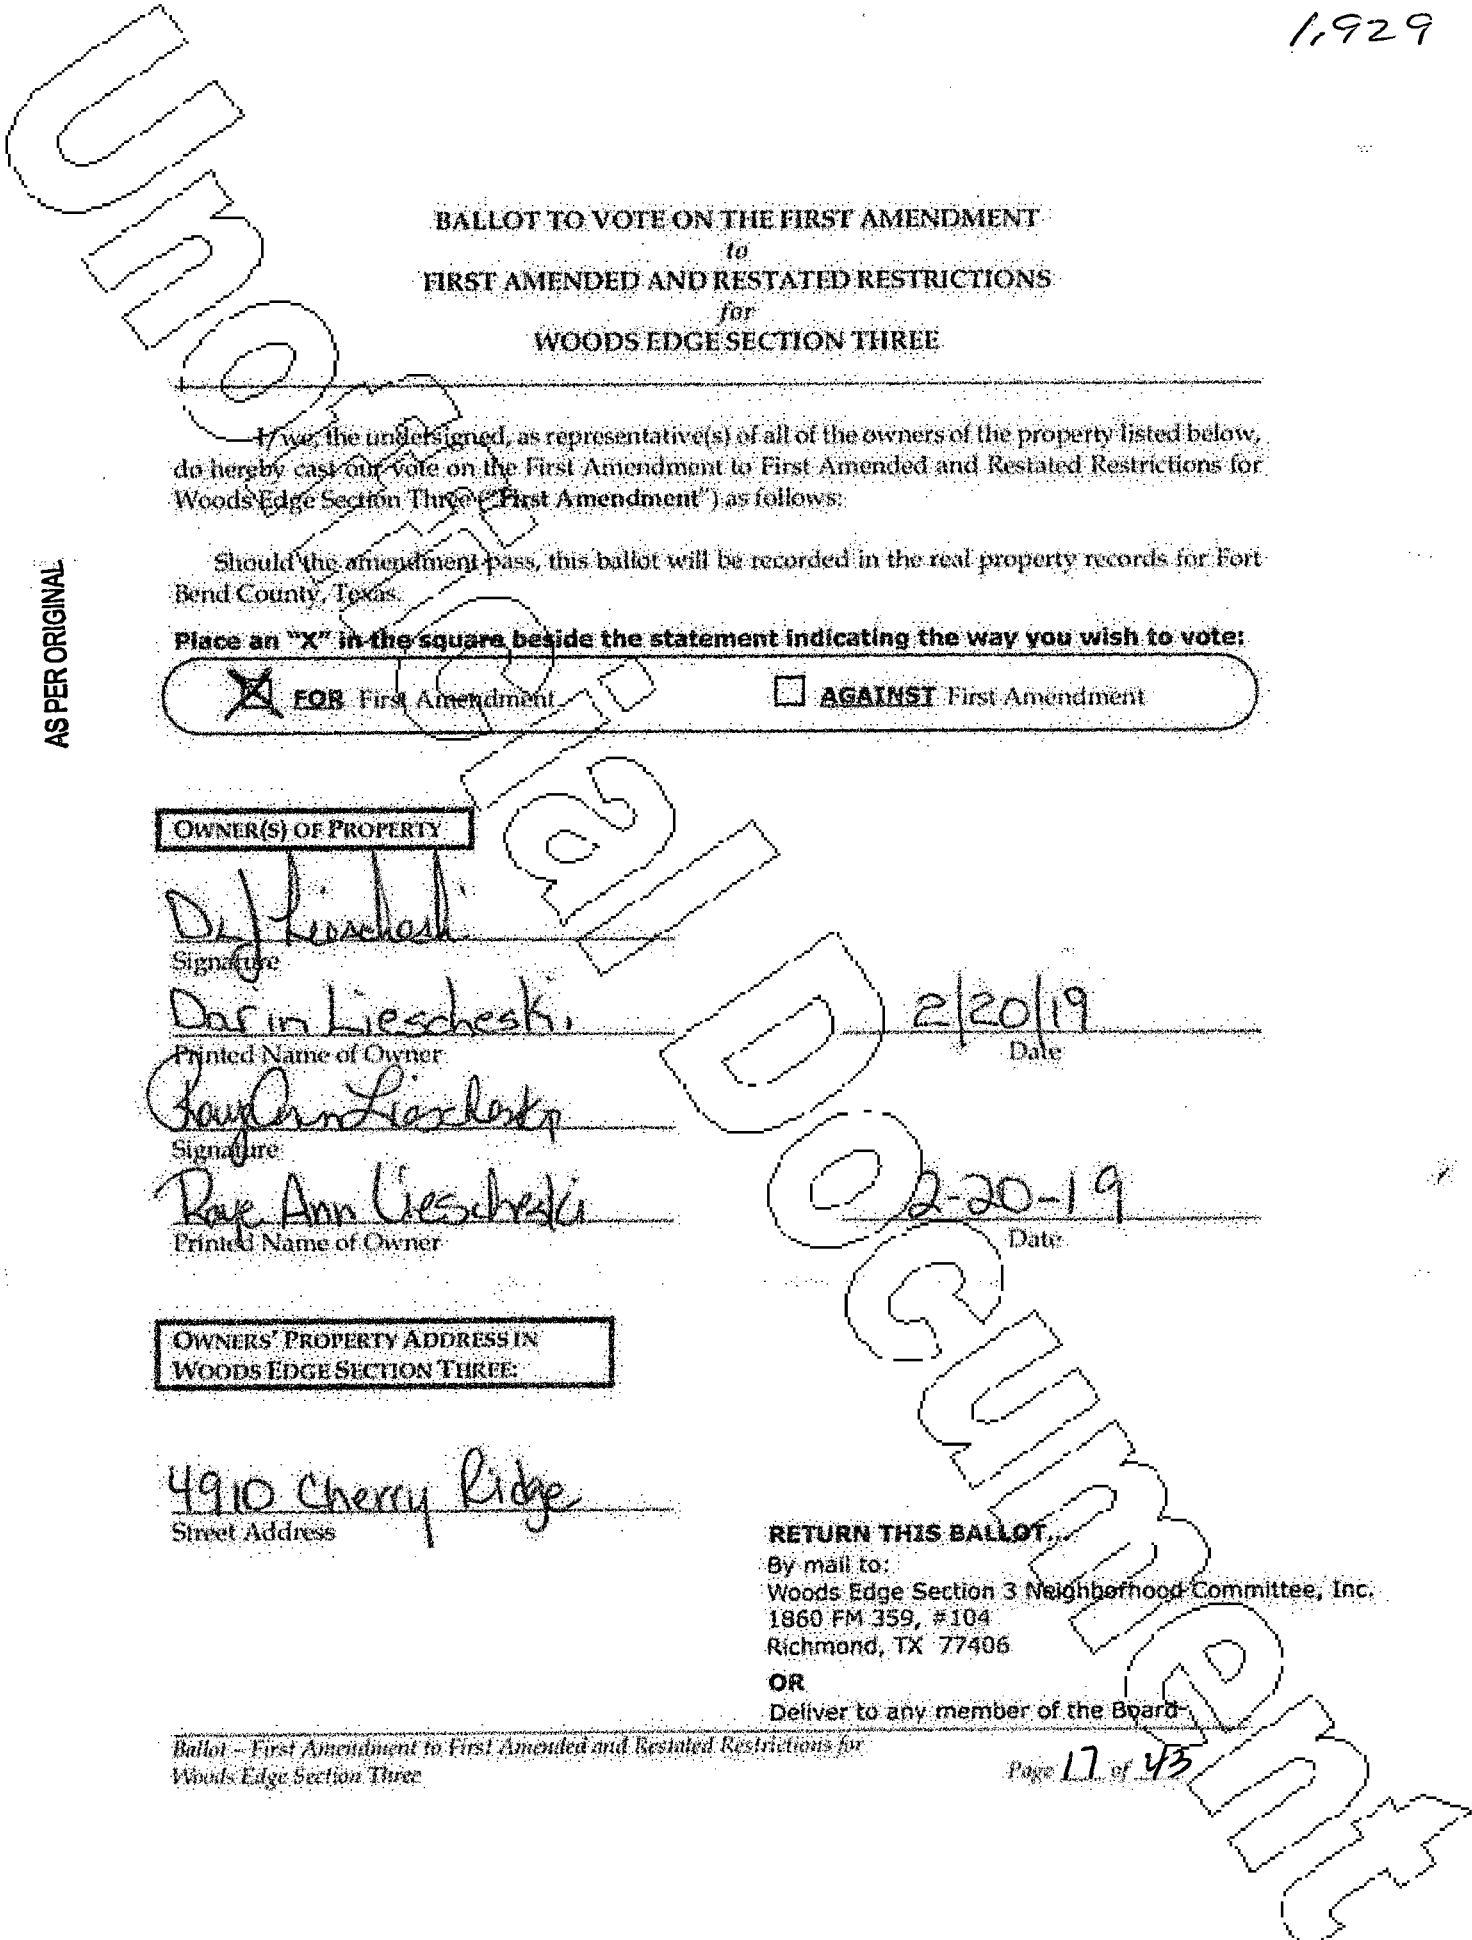 1,929
BALLOT TO VOTE ON THE FIRST AMENDMENT
to
FIRST AMENDED AND RESTATED RESTRICTIONS
for
WOODS EDGE SECTION THREE
I/we, the undersigned, as representative(s) of all of the owners of the property listed below,
do hereby cast our vote on the First Amendment to First Amended and Restated Restrictions for
Woods Edge Section Three ("First Amendment") as follows:
Should the amendment pass, this ballot will be recorded in the real property records for Fort
Bend County, Texas.
AS PER ORIGINAL
Place an "X" in the square beside the statement indicating the way you wish to vote:
X FOR First Amendment AGAINST First Amendment
OWNER(S) OF PROPERTY
Signature
Darin Liescheski
2/20/19
Printed Name of Owner
Date
Raye Ann Liescheski
Signature
Raye Ann Liescheski
2-20-19
Printed Name of Owner
Date
OWNERS' PROPERTY ADDRESS IN
WOODS EDGE SECTION THREE:
4910 Cherry Ridge
Street Address
RETURN THIS BALLOT...
By mail to:
Woods Edge Section 3 Neighborhood Committee, Inc.
1860 FM 359, #104
Richmond, TX 77406
OR
Deliver to any member of the Board
Ballot – First Amendment to First Amended and Restated Restrictions for
Woods Edge Section Three
Page 17 of 43
Unofficial Document